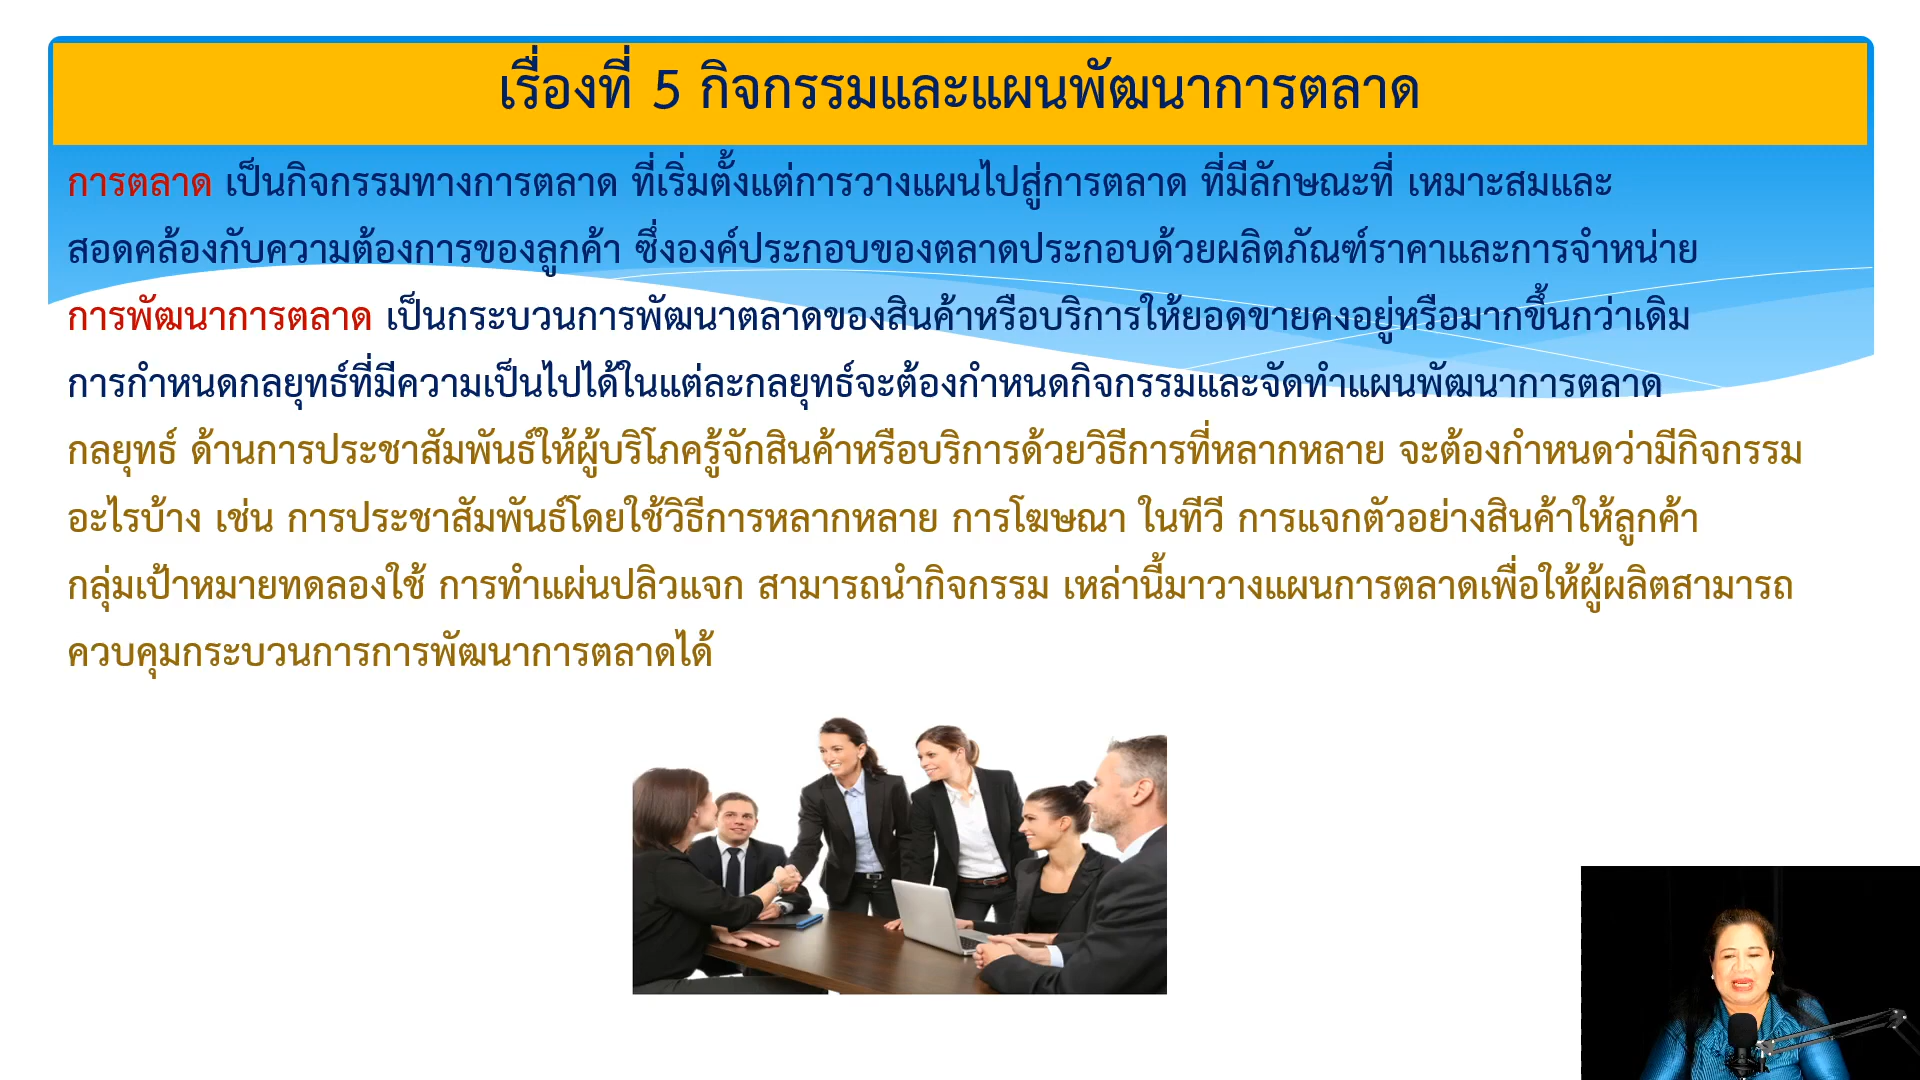 เรื่องที่ 5 กิจกรรมและแผนพัฒนาการตลาด
การตลาด เป็นกิจกรรมทางการตลาด ที่เริ่มตั้งแต่การวางแผนไปสู่การตลาด ที่มีลักษณะที่ เหมาะสมและ
สอดคล้องกับความต้องการของลูกค้า ซึ่งองค์ประกอบของตลาดประกอบด้วยผลิตภัณฑ์ราคาและการจำหน่าย
การพัฒนาการตลาด เป็นกระบวนการพัฒนาตลาดของสินค้าหรือบริการให้ยอดขายคงอยู่หรือมากขึ้นกว่าเดิม
การกำหนดกลยุทธ์ที่มีความเป็นไปได้ในแต่ละกลยุทธ์จะต้องกำหนดกิจกรรมและจัดทำแผนพัฒนาการตลาด
กลยุทธ์ ด้านการประชาสัมพันธ์ให้ผู้บริโภครู้จักสินค้าหรือบริการด้วยวิธีการที่หลากหลาย จะต้องกำหนดว่ามีกิจกรรม
อะไรบ้าง เช่น การประชาสัมพันธ์โดยใช้วิธีการหลากหลาย การโฆษณา ในทีวี การแจกตัวอย่างสินค้าให้ลูกค้า
กลุ่มเป้าหมายทดลองใช้ การทำแผ่นปลิวแจก สามารถนำกิจกรรม เหล่านี้มาวางแผนการตลาดเพื่อให้ผู้ผลิตสามารถ
ควบคุมกระบวนการการพัฒนาการตลาดได้